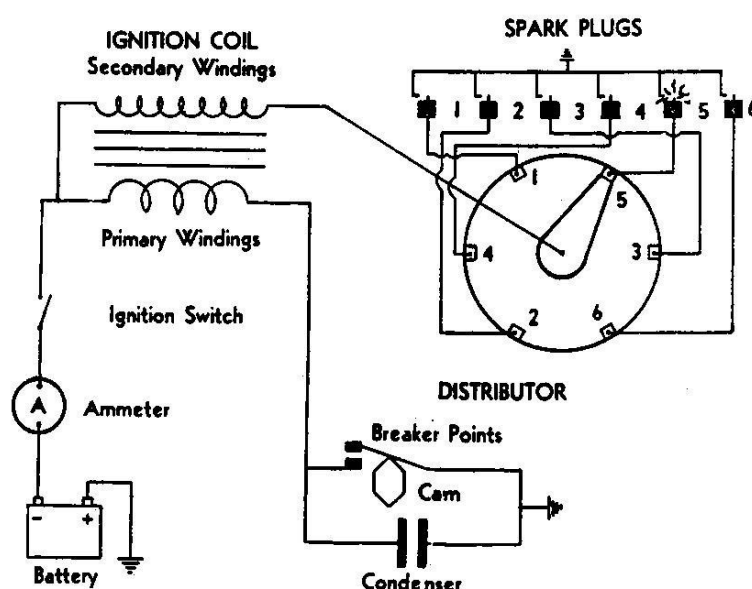 IGNITION COIL
Secondary Windings
SPARK PLUGS
1 2 3 4 5 6
1
5
4
3
2
6
Primary Windings
Ignition Switch
DISTRIBUTOR
A
Ammeter
Breaker Points
Cam
- +
Battery
Condenser